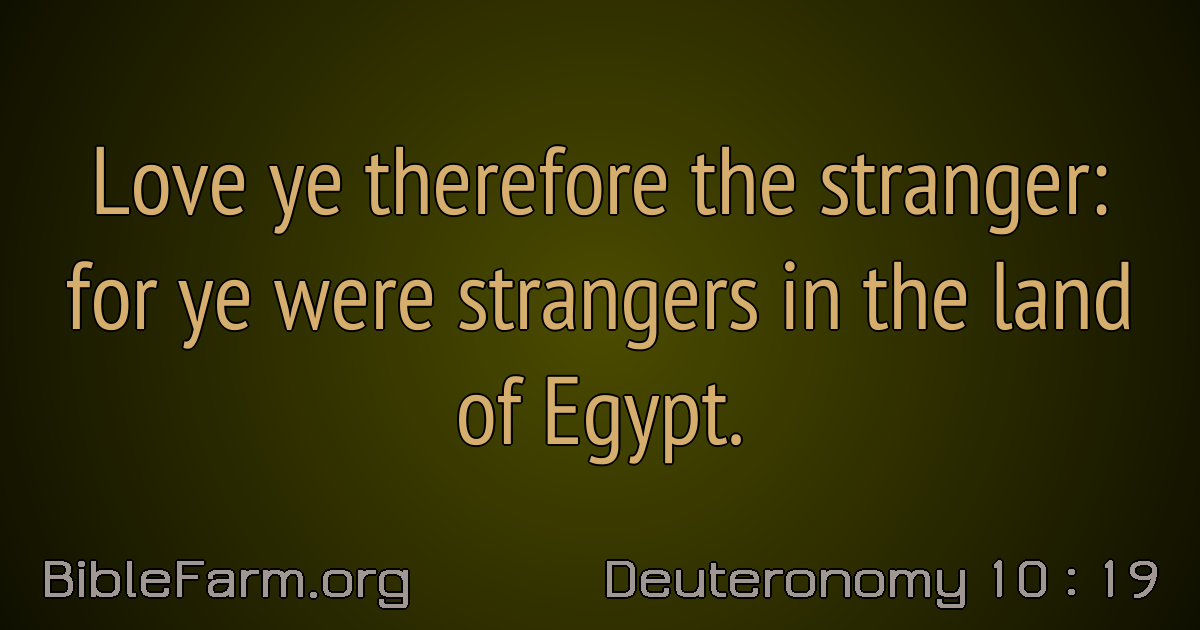 Love ye therefore the stranger:
for ye were strangers in the land
of Egypt.
BibleFarm.org
Deuteronomy 10 : 19